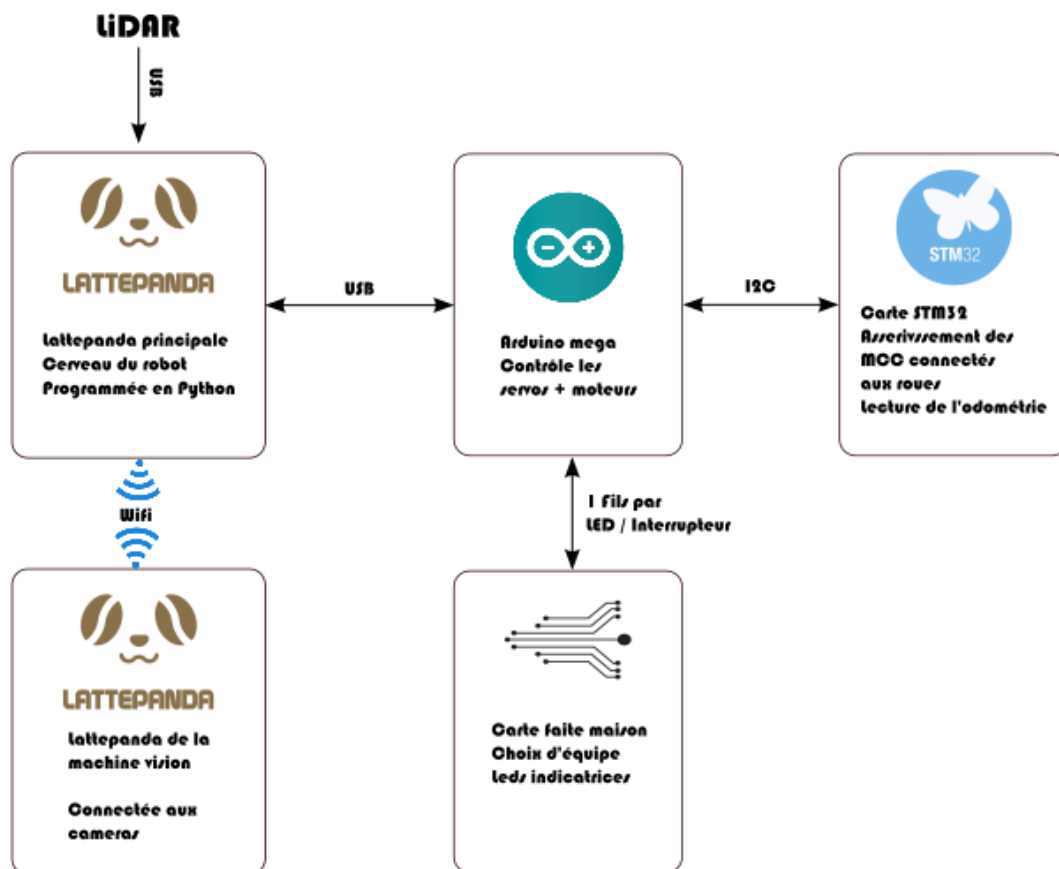 LiDAR
USB
LATTEPANDA
Lattepanda principale
Cerveau du robot
Programmée en Python
USB
Arduino mega
Contrôle les
servos + moteurs
I2C
STM32
Carte STM32
Asserivssement des
MCC connectés
aux roues
Lecture de l'odométrie
Wifi
1 Fils par
LED / Interrupteur
LATTEPANDA
Lattepanda de la
machine vision
Connectée aux
cameras
Carte faite maison
Choix d'équipe
Leds indicatrices